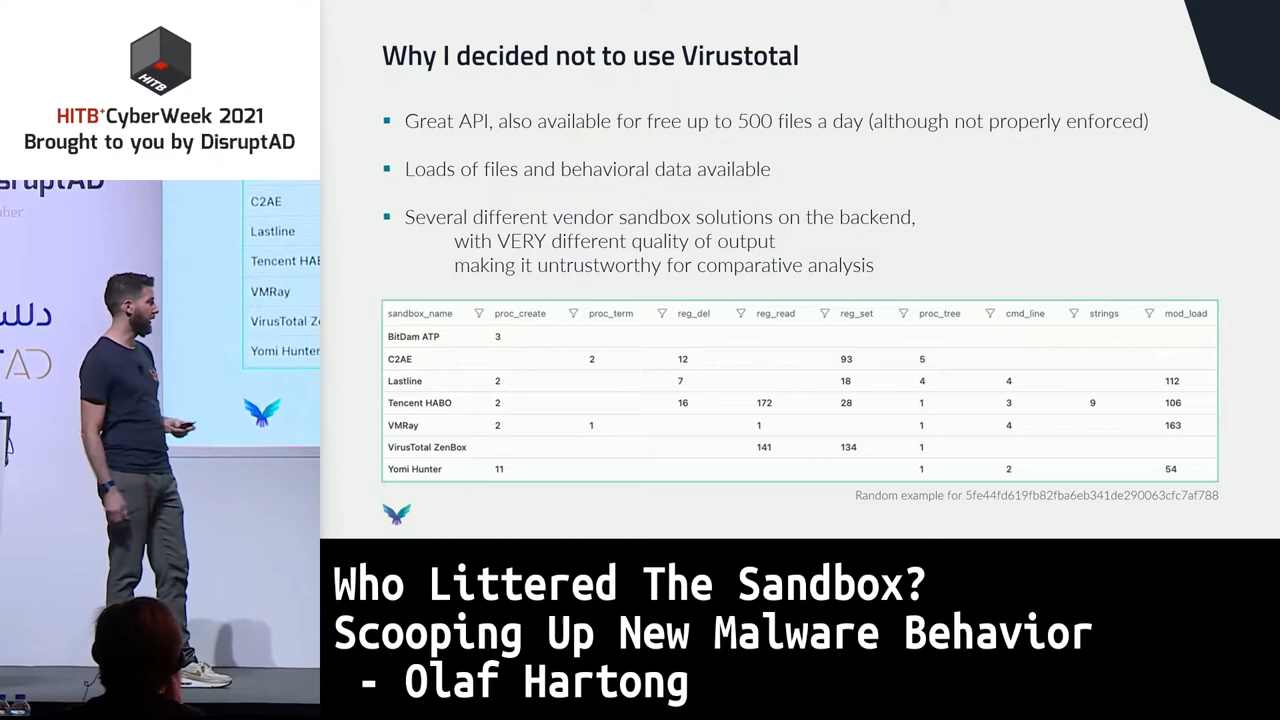 HITB
HITB+CyberWeek 2021
Brought to you by DisruptAD
C2AE
Lastline
VMRay
Yomi Hunter
Why I decided not to use Virustotal
Great API, also available for free up to 500 files a day (although not properly enforced)
Loads of files and behavioral data available
Several different vendor sandbox solutions on the backend,
with VERY different quality of output
making it untrustworthy for comparative analysis
sandbox_name proc_create proc_term reg_del reg_read reg_set proc_tree cmd_line strings mod_load
BitDam ATP 3
C2AE 2 12 93 5
Lastline 2 7 18 4 4 112
Tencent HABO 2 16 172 28 1 3 9 106
VMRay 2 1 1 1 4 163
VirusTotal ZenBox 141 134 1
Yomi Hunter 11 1 2 54
Random example for 5fe44fd619fb82fba6eb341de290063cfc7af788
Who Littered The Sandbox?
Scooping Up New Malware Behavior
- Olaf Hartong